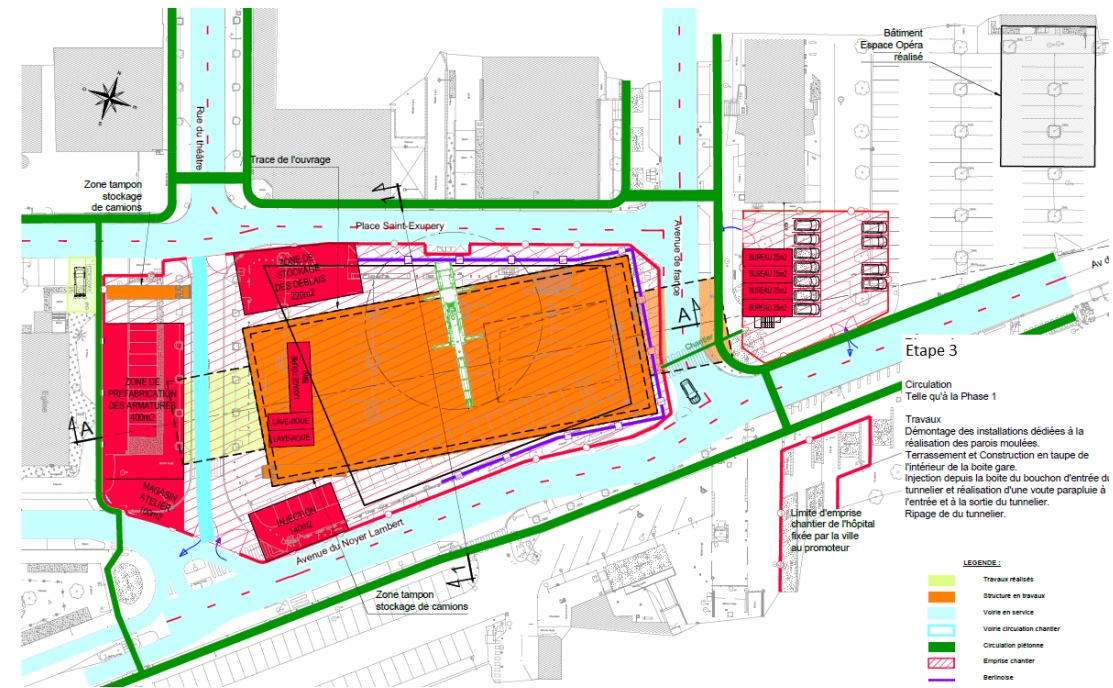 Bâtiment
Espace Opéra
réalisé
Rue du théâtre
Trace de l'ouvrage
Zone tampon
stockage
de camions
Place Saint-Exupery
Avenue de france
ZONE DE
STOCKAGE
DES DEBLAIS
BUREAU 25m2
BUREAU 25m2
BUREAU 25m2
BUREAU 25m2
Av d
A
Chantier
ZONE DE
PREFABRICATION
DES ARMATURES
400m2
LAVE-ROUE
LAVE-ROUE
Eglise
A
MAGASIN
ATELIER
INJECTION
140m2
Avenue du Noyer Lambert
Zone tampon
stockage de camions
Limite d'emprise
chantier de l'hôpital
fixée par la ville
au promoteur
Etape 3
Circulation
Telle qu'à la Phase 1
Travaux
Démontage des installations dédiées à la
réalisation des parois moulées.
Terrassement et Construction en taupe de
l'intérieur de la boite gare.
Injection depuis la boite du bouchon d'entrée du
tunnelier et réalisation d'une voute parapluie à
l'entrée et à la sortie du tunnelier.
Ripage de du tunnelier.
LEGENDE :
Travaux réalisés
Structure en travaux
Voirie en service
Voirie circulation chantier
Circulation piétonne
Emprise chantier
Berlinoise